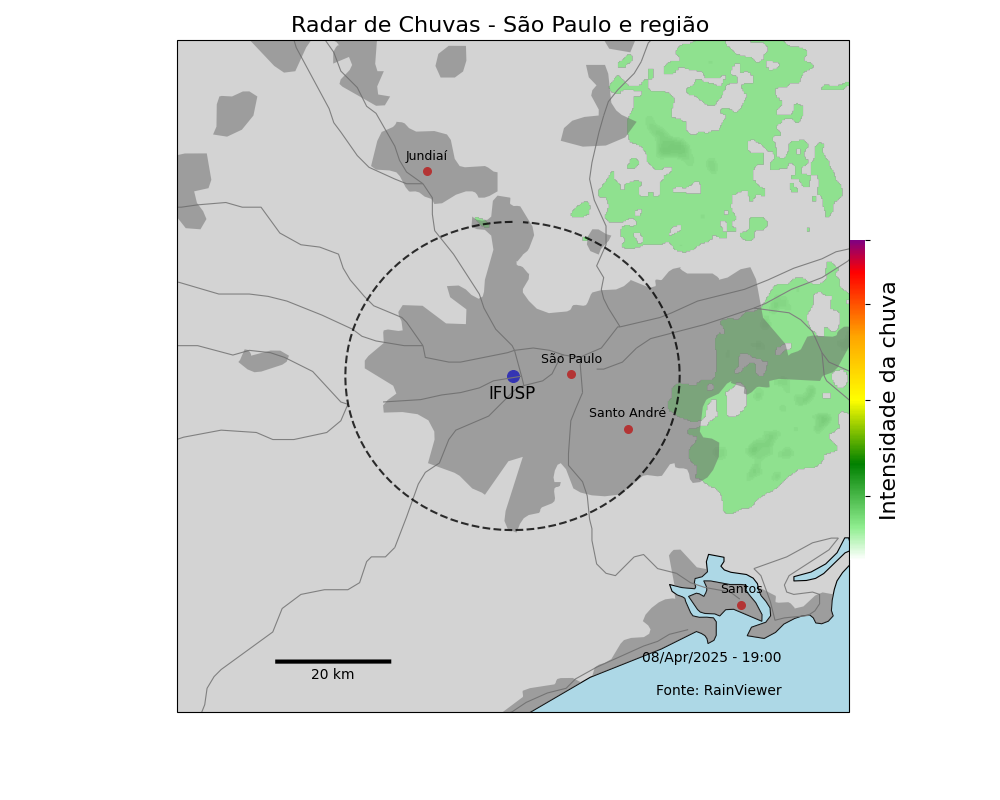 Radar de Chuvas - São Paulo e região
Jundiaí
São Paulo
IFUSP
Santo André
Intensidade da chuva
Santos
08/Apr/2025 - 19:00
20 km
Fonte: RainViewer